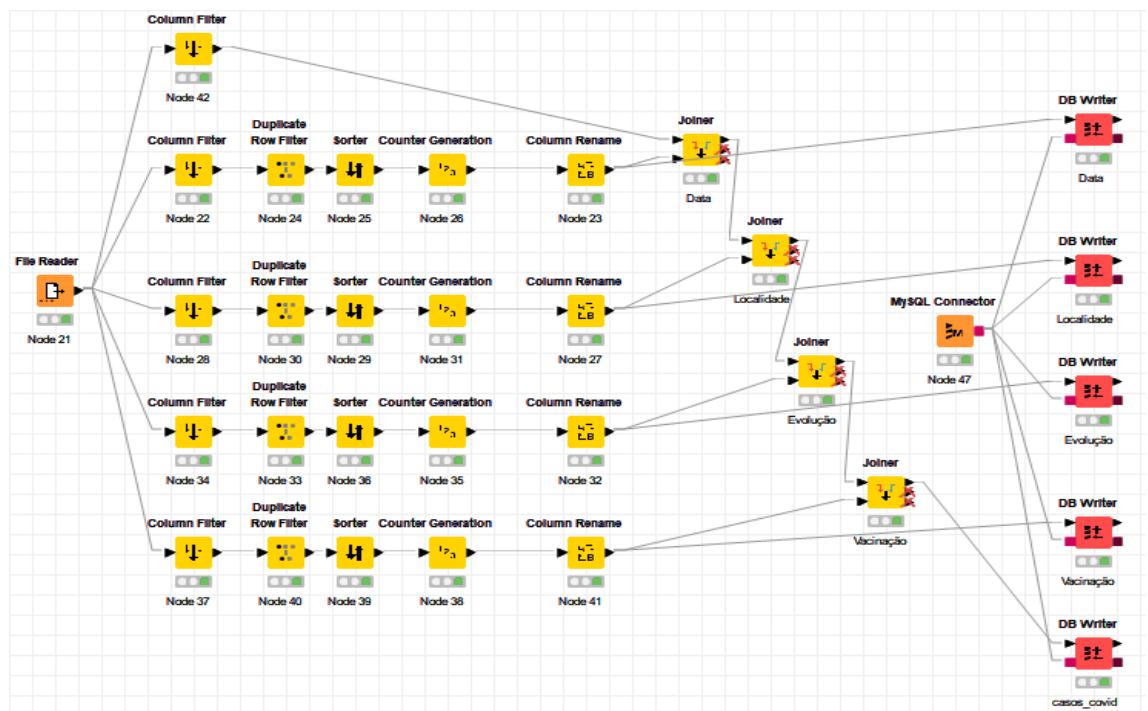 Column Filter
Node 42
Column Filter
Duplicate
Row Filter
Sorter
Counter Generation
Column Rename
Node 22
Node 24
Node 25
Node 26
Node 23
Joiner
Data
DB Writer
Data
File Reader
Node 21
Column Filter
Duplicate
Row Filter
Sorter
Counter Generation
Column Rename
Node 28
Node 30
Node 29
Node 31
Node 27
Joiner
Localidade
MySQL Connector
Node 47
DB Writer
Localidade
Column Filter
Duplicate
Row Filter
Sorter
Counter Generation
Column Rename
Node 34
Node 33
Node 36
Node 35
Node 32
Joiner
Evolução
DB Writer
Evolução
Column Filter
Duplicate
Row Filter
Sorter
Counter Generation
Column Rename
Node 37
Node 40
Node 39
Node 38
Node 41
Joiner
Vacinação
DB Writer
Vacinação
DB Writer
casos_covid